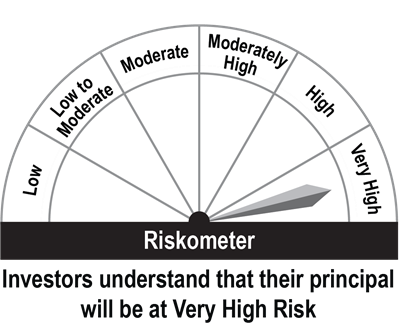 Low
Low to
Moderate
Moderate
Moderately
High
High
Very High
Riskometer
Investors understand that their principal
will be at Very High Risk